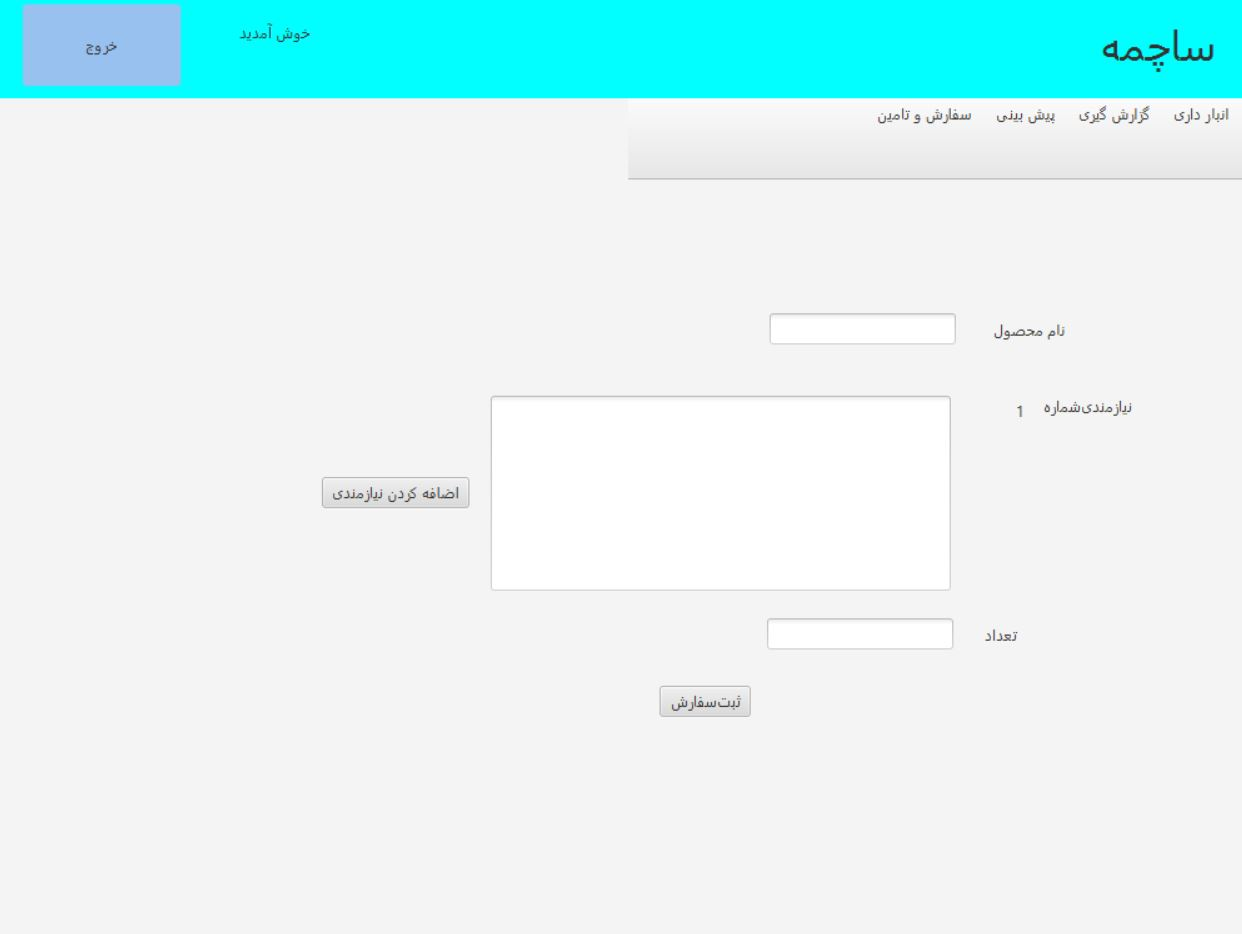 ساچمه
خوش آمدید
خروج
انبار داری گزارش گیری پیش بینی سفارش و تامین
نام محصول
نیازمندی‌شماره 1
اضافه کردن نیازمندی
تعداد
ثبت‌سفارش